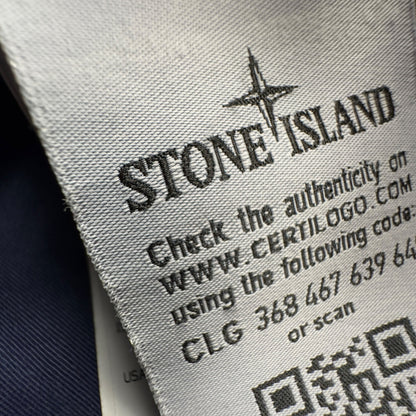 STONE ISLAND
Check the authenticity on
WWW.CERTILOGO.COM
using the following code:
CLG 368 467 639 64
or scan
USA